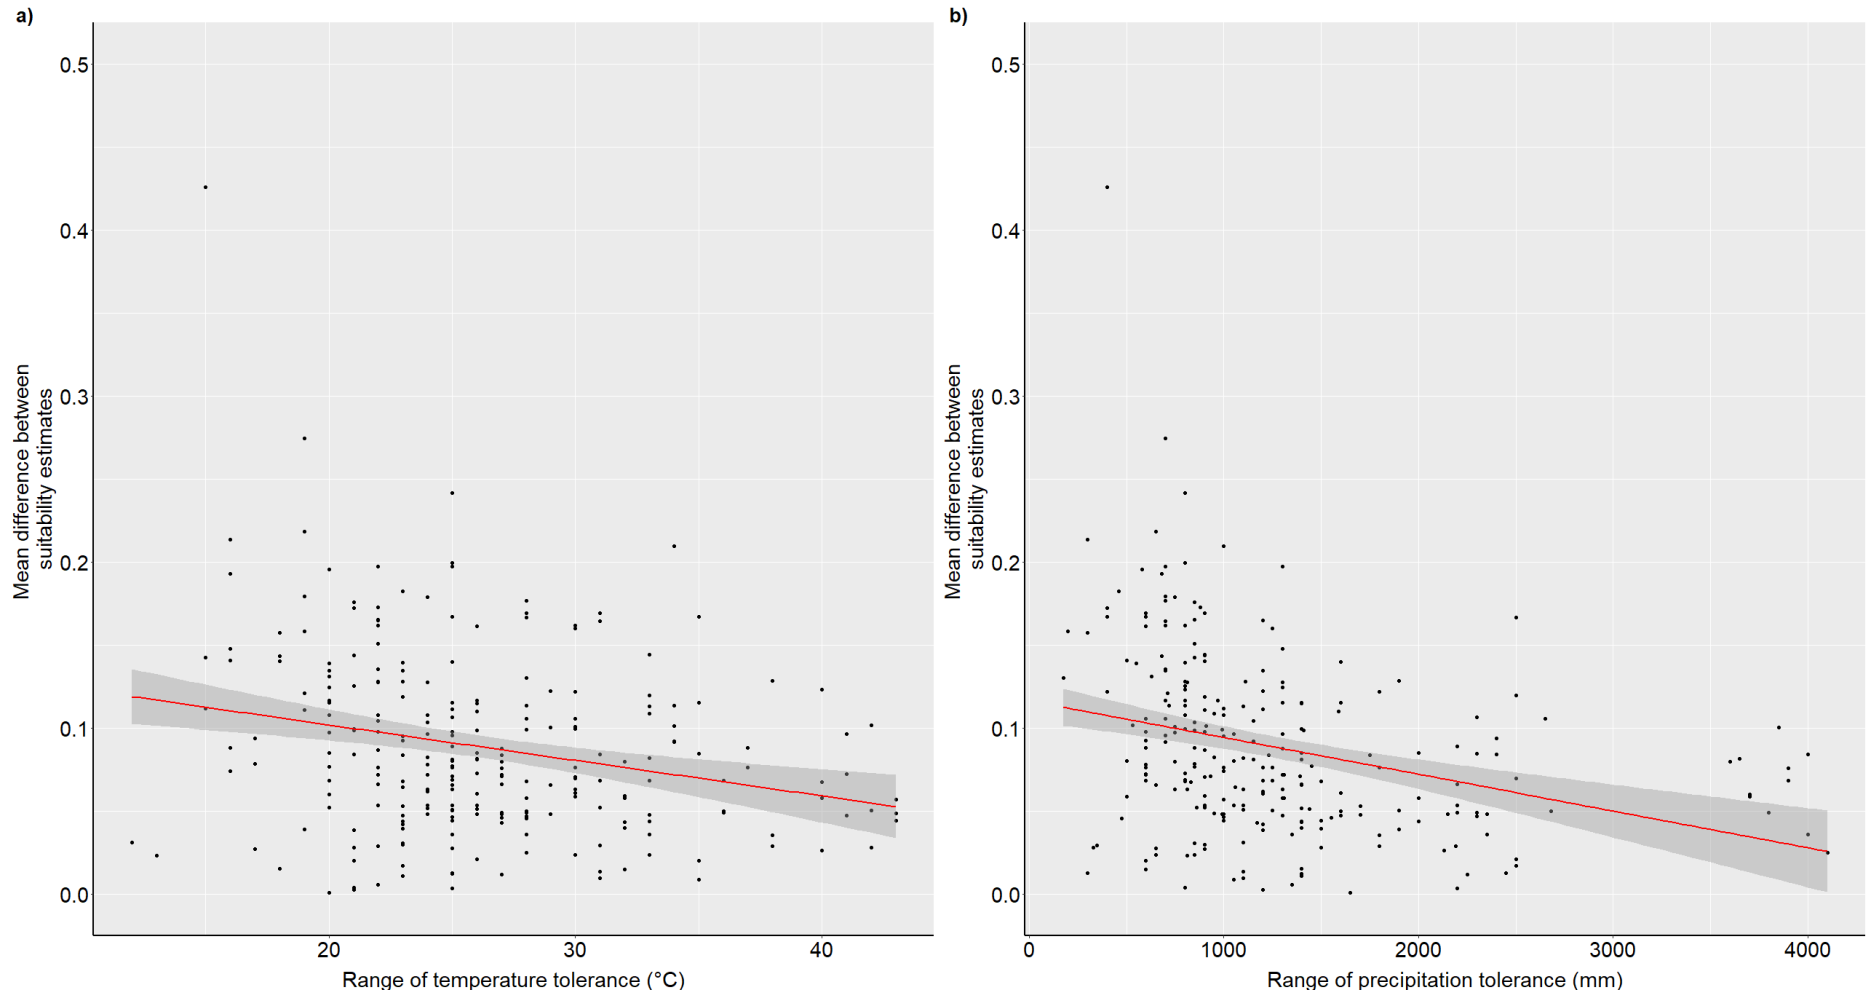 a)
0.5
0.4
0.3
0.2
0.1
0.0
Mean difference between
suitability estimates
20
30
40
Range of temperature tolerance (°C)
b)
0.5
0.4
0.3
0.2
0.1
0.0
Mean difference between
suitability estimates
0
1000
2000
3000
4000
Range of precipitation tolerance (mm)